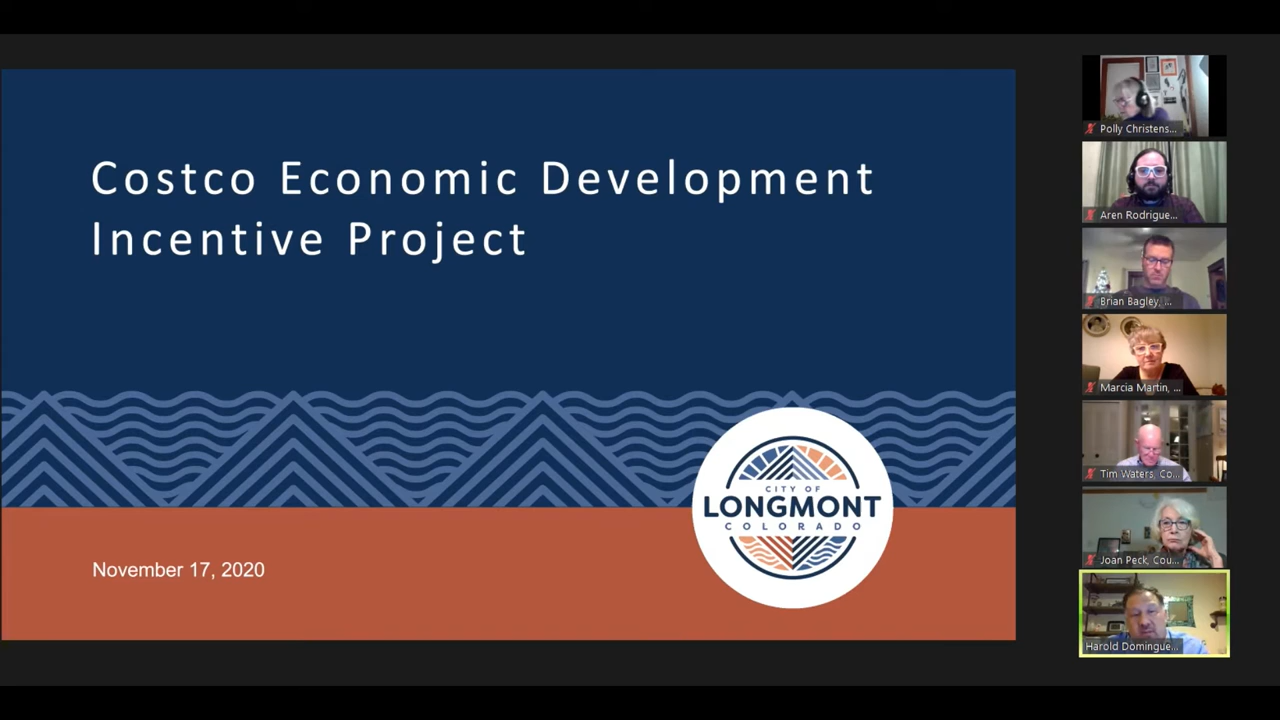 Costco Economic Development
Incentive Project
CITY OF
LONGMONT
COLORADO
November 17, 2020
Polly Christens...
Aren Rodrigue...
Brian Bagley, ...
Marcia Martin, ...
Tim Waters, Co...
Joan Peck, Cou...
Harold Domingue...